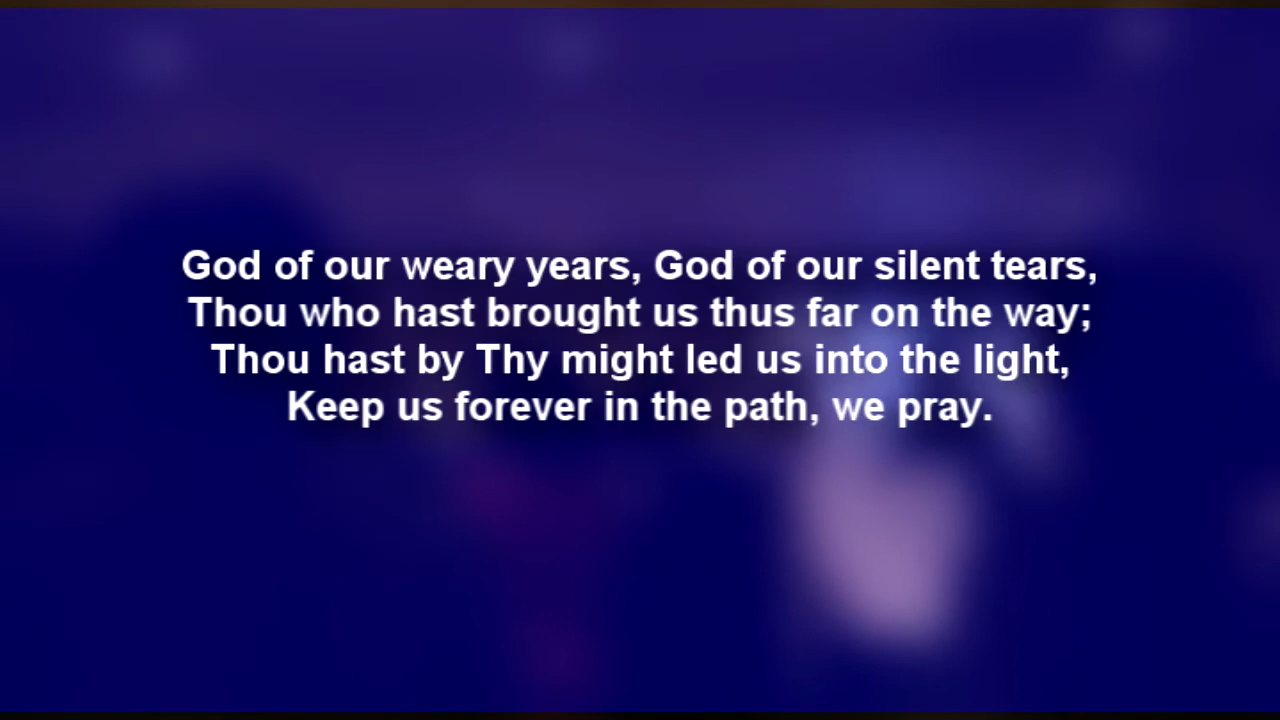 God of our weary years, God of our silent tears,
Thou who hast brought us thus far on the way;
Thou hast by Thy might led us into the light,
Keep us forever in the path, we pray.